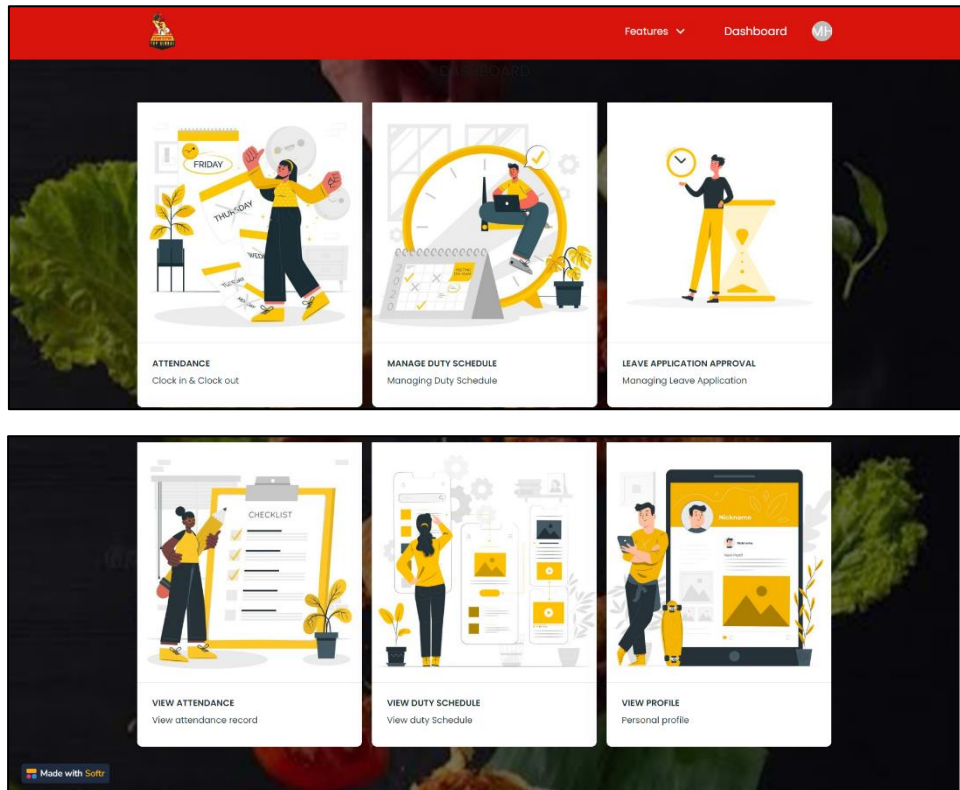 Features
Dashboard
MH
DASHBOARD
FRIDAY
THURSDAY
TUESDAY
ATTENDANCE
Clock in & Clock out
MANAGE DUTY SCHEDULE
Managing Duty Schedule
LEAVE APPLICATION APPROVAL
Managing Leave Application
CHECKLIST
Nickname
VIEW ATTENDANCE
View attendance record
VIEW DUTY SCHEDULE
View duty Schedule
VIEW PROFILE
Personal profile
Made with Softr